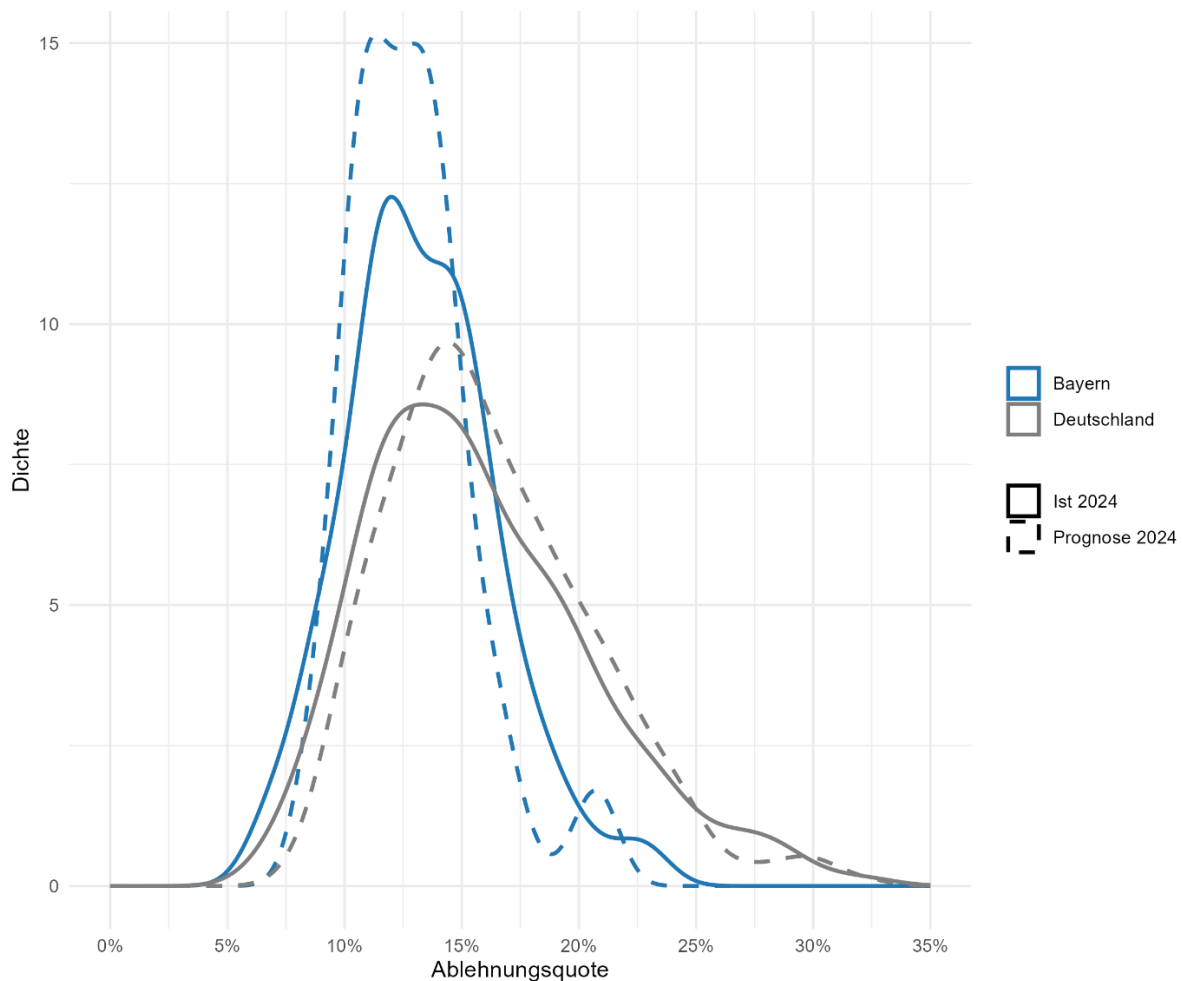 15
10
5
0
Dichte
0% 5% 10% 15% 20% 25% 30% 35%
Ablehnungsquote
Bayern
Deutschland
Ist 2024
Prognose 2024